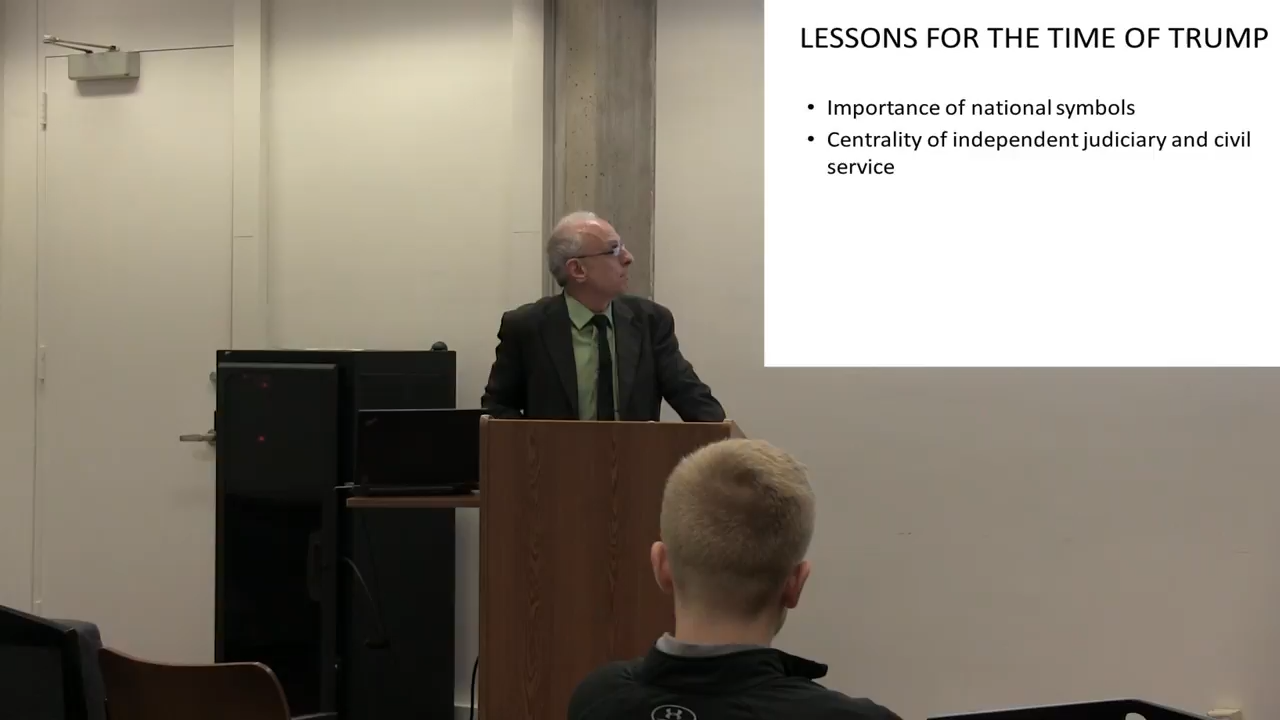 LESSONS FOR THE TIME OF TRUMP
• Importance of national symbols
• Centrality of independent judiciary and civil
service